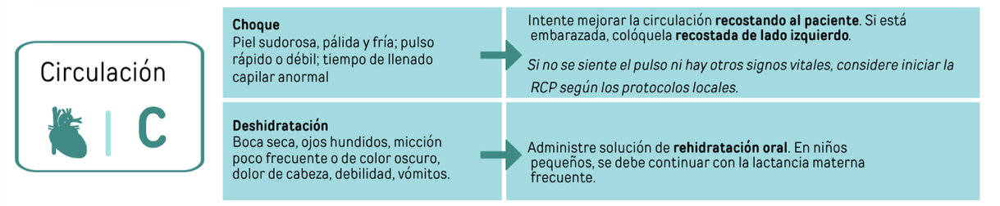 Circulación
C
Choque
Piel sudorosa, pálida y fría; pulso
rápido o débil; tiempo de llenado
capilar anormal
Intente mejorar la circulación recostando al paciente. Si está
embarazada, colóquela recostada de lado izquierdo.
Si no se siente el pulso ni hay otros signos vitales, considere iniciar la
RCP según los protocolos locales.
Deshidratación
Boca seca, ojos hundidos, micción
poco frecuente o de color oscuro,
dolor de cabeza, debilidad, vómitos.
Administre solución de rehidratación oral. En niños
pequeños, se debe continuar con la lactancia materna
frecuente.